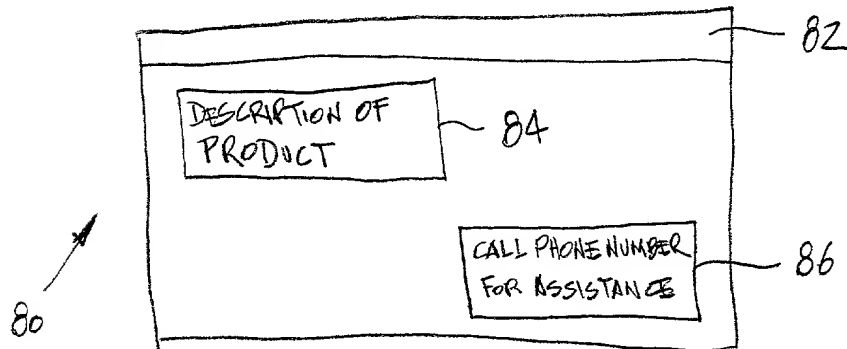 82
DESCRIPTION OF
PRODUCT
84
CALL PHONE NUMBER
FOR ASSISTANCE
86
80